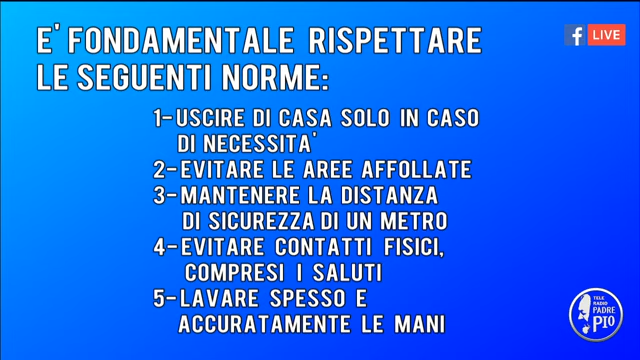 E' FONDAMENTALE RISPETTARE
LE SEGUENTI NORME:
f LIVE
1-USCIRE DI CASA SOLO IN CASO
DI NECESSITA'
2-EVITARE LE AREE AFFOLLATE
3-MANTENERE LA DISTANZA
DI SICUREZZA DI UN METRO
4-EVITARE CONTATTI FISICI,
COMPRESI I SALUTI
5-LAVARE SPESSO E
ACCURATAMENTE LE MANI
TELE
RADIO
PADRE
PIO